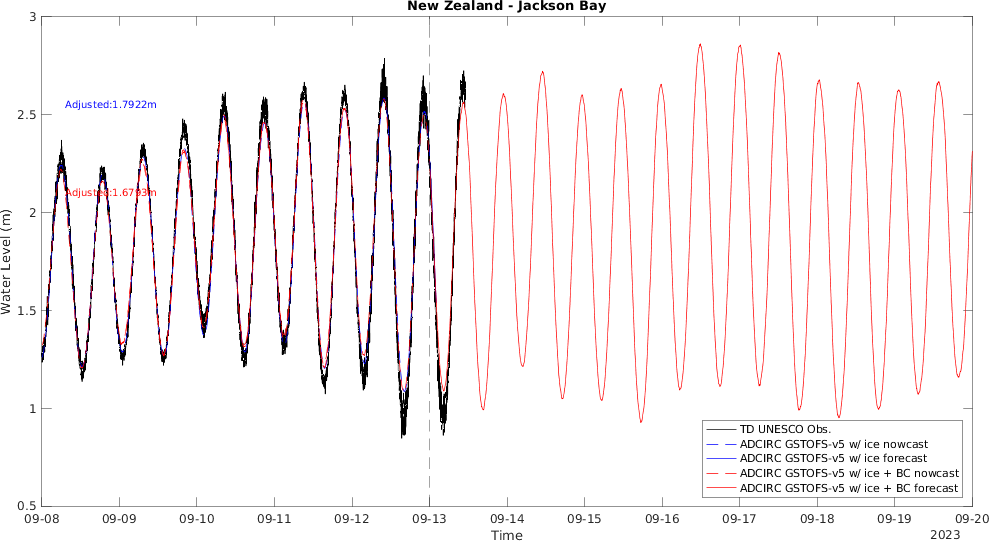 New Zealand - Jackson Bay
3
2.5
2
1.5
1
0.5
Water Level (m)
Adjusted:1.7922m
Adjusted:1.6793m
TD UNESCO Obs.
ADCIRC GSTOFS-v5 w/ ice nowcast
ADCIRC GSTOFS-v5 w/ ice forecast
ADCIRC GSTOFS-v5 w/ ice + BC nowcast
ADCIRC GSTOFS-v5 w/ ice + BC forecast
09-08 09-09 09-10 09-11 09-12 09-13 09-14 09-15 09-16 09-17 09-18 09-19 09-20
Time
2023